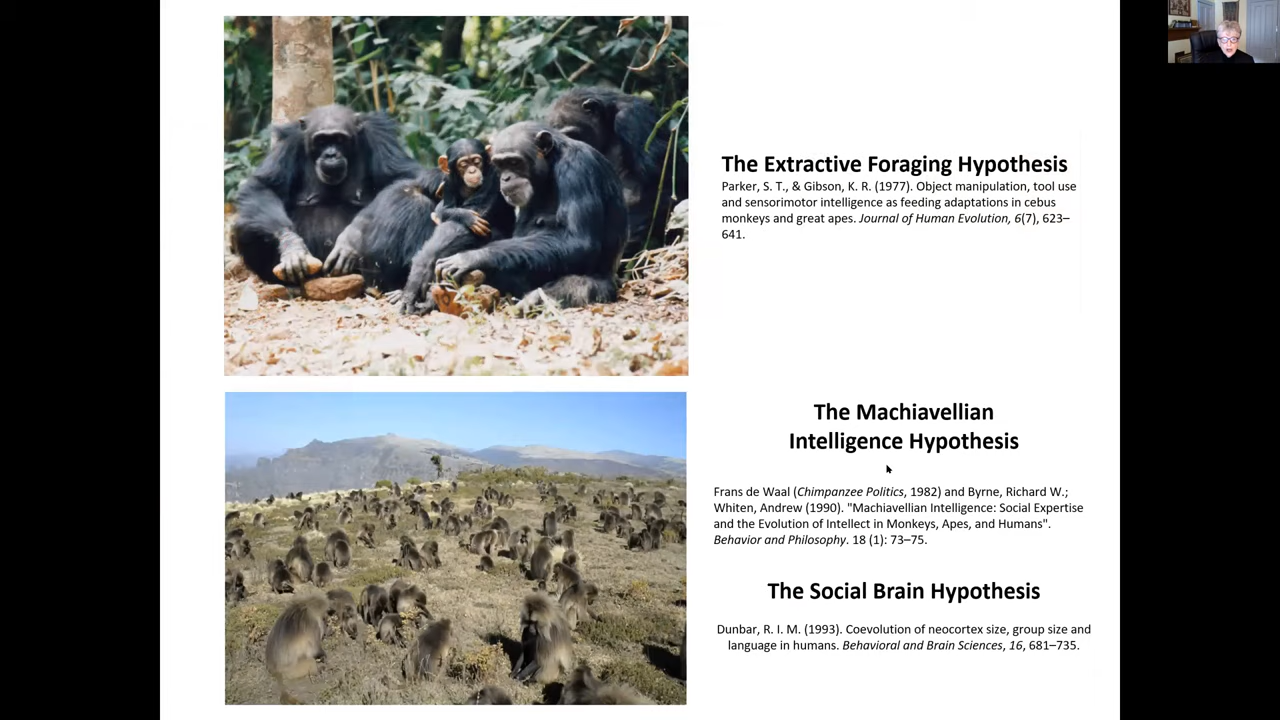 The Extractive Foraging Hypothesis
Parker, S. T., & Gibson, K. R. (1977). Object manipulation, tool use
and sensorimotor intelligence as feeding adaptations in cebus
monkeys and great apes. Journal of Human Evolution, 6(7), 623–
641.
The Machiavellian
Intelligence Hypothesis
Frans de Waal (Chimpanzee Politics, 1982) and Byrne, Richard W.;
Whiten, Andrew (1990). "Machiavellian Intelligence: Social Expertise
and the Evolution of Intellect in Monkeys, Apes, and Humans".
Behavior and Philosophy. 18 (1): 73–75.
The Social Brain Hypothesis
Dunbar, R. I. M. (1993). Coevolution of neocortex size, group size and
language in humans. Behavioral and Brain Sciences, 16, 681–735.